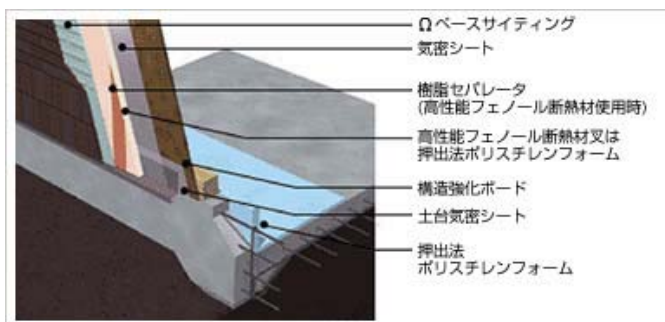 Ωベースサイティング
気密シート
樹脂セパレータ
(高性能フェノール断熱材使用時)
高性能フェノール断熱材叉は
押出法ポリスチレンフォーム
構造強化ボード
土台気密シート
押出法
ポリスチレンフォーム